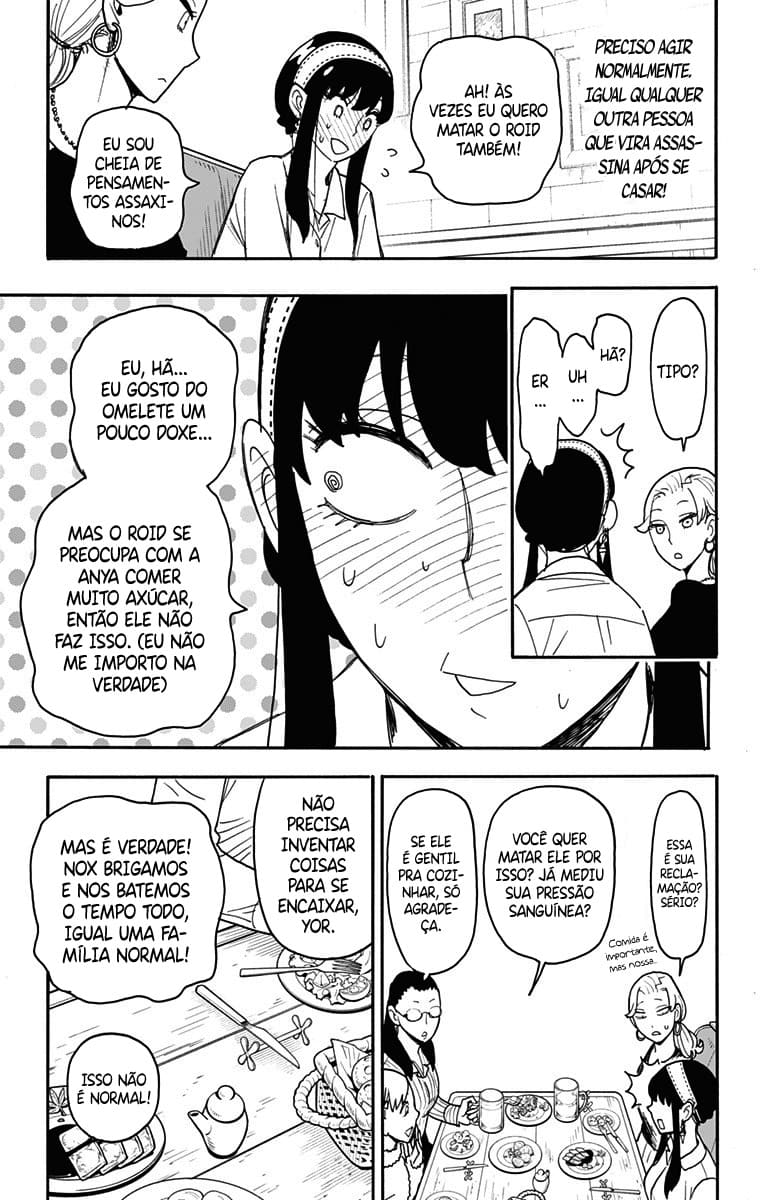 PRECISO AGIR
NORMALMENTE.
IGUAL QUALQUER
OUTRA PESSOA
QUE VIRA ASSAS-
SINA APÓS SE
CASAR!
AH! ÀS
VEZES EU QUERO
MATAR O ROID
TAMBÉM!
EU SOU
CHEIA DE
PENSAMEN-
TOS ASSAXI-
NOS!
TIPO?
HÃ?
UH
...
ER
...
EU, HÃ...
EU GOSTO DO
OMELETE UM
POUCO DOXE...
MAS O ROID SE
PREOCUPA COM A
ANYA COMER
MUITO AXÚCAR,
ENTÃO ELE NÃO
FAZ ISSO. (EU NÃO
ME IMPORTO NA
VERDADE)
ESSA
É SUA
RECLA-
MAÇÃO?
SÉRIO?
VOCÊ QUER
MATAR ELE POR
ISSO? JÁ MEDIU
SUA PRESSÃO
SANGUÍNEA?
SE ELE
É GENTIL
PRA COZI-
NHAR, SÓ
AGRADE-
ÇA.
Comida é
importante,
mas nossa...
NÃO
PRECISA
INVENTAR
COISAS
PARA SE
ENCAIXAR,
YOR.
MAS É VERDADE!
NOX BRIGAMOS
E NOS BATEMOS
O TEMPO TODO,
IGUAL UMA FA-
MÍLIA NORMAL!
ISSO NÃO
É NORMAL!